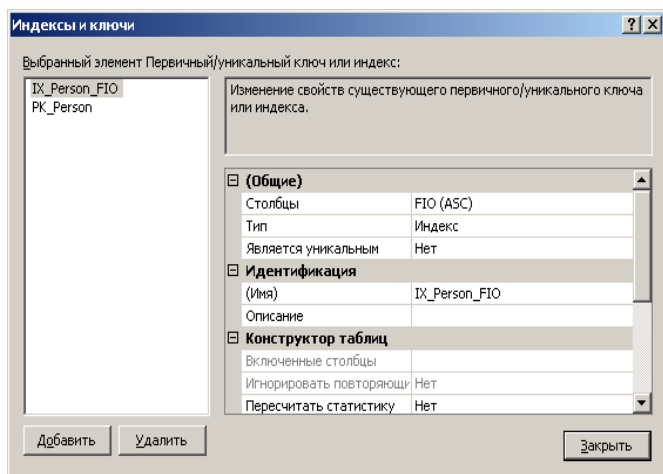 Индексы и ключи
Выбранный элемент Первичный/уникальный ключ или индекс:
IX_Person_FIO
PK_Person
Изменение свойств существующего первичного/уникального ключа
или индекса.
(Общие)
Столбцы FIO (ASC)
Тип Индекс
Является уникальным Нет
Идентификация
(Имя) IX_Person_FIO
Описание
Конструктор таблиц
Включенные столбцы
Игнорировать повторяющи Нет
Пересчитать статистику Нет
Добавить Удалить
Закрыть